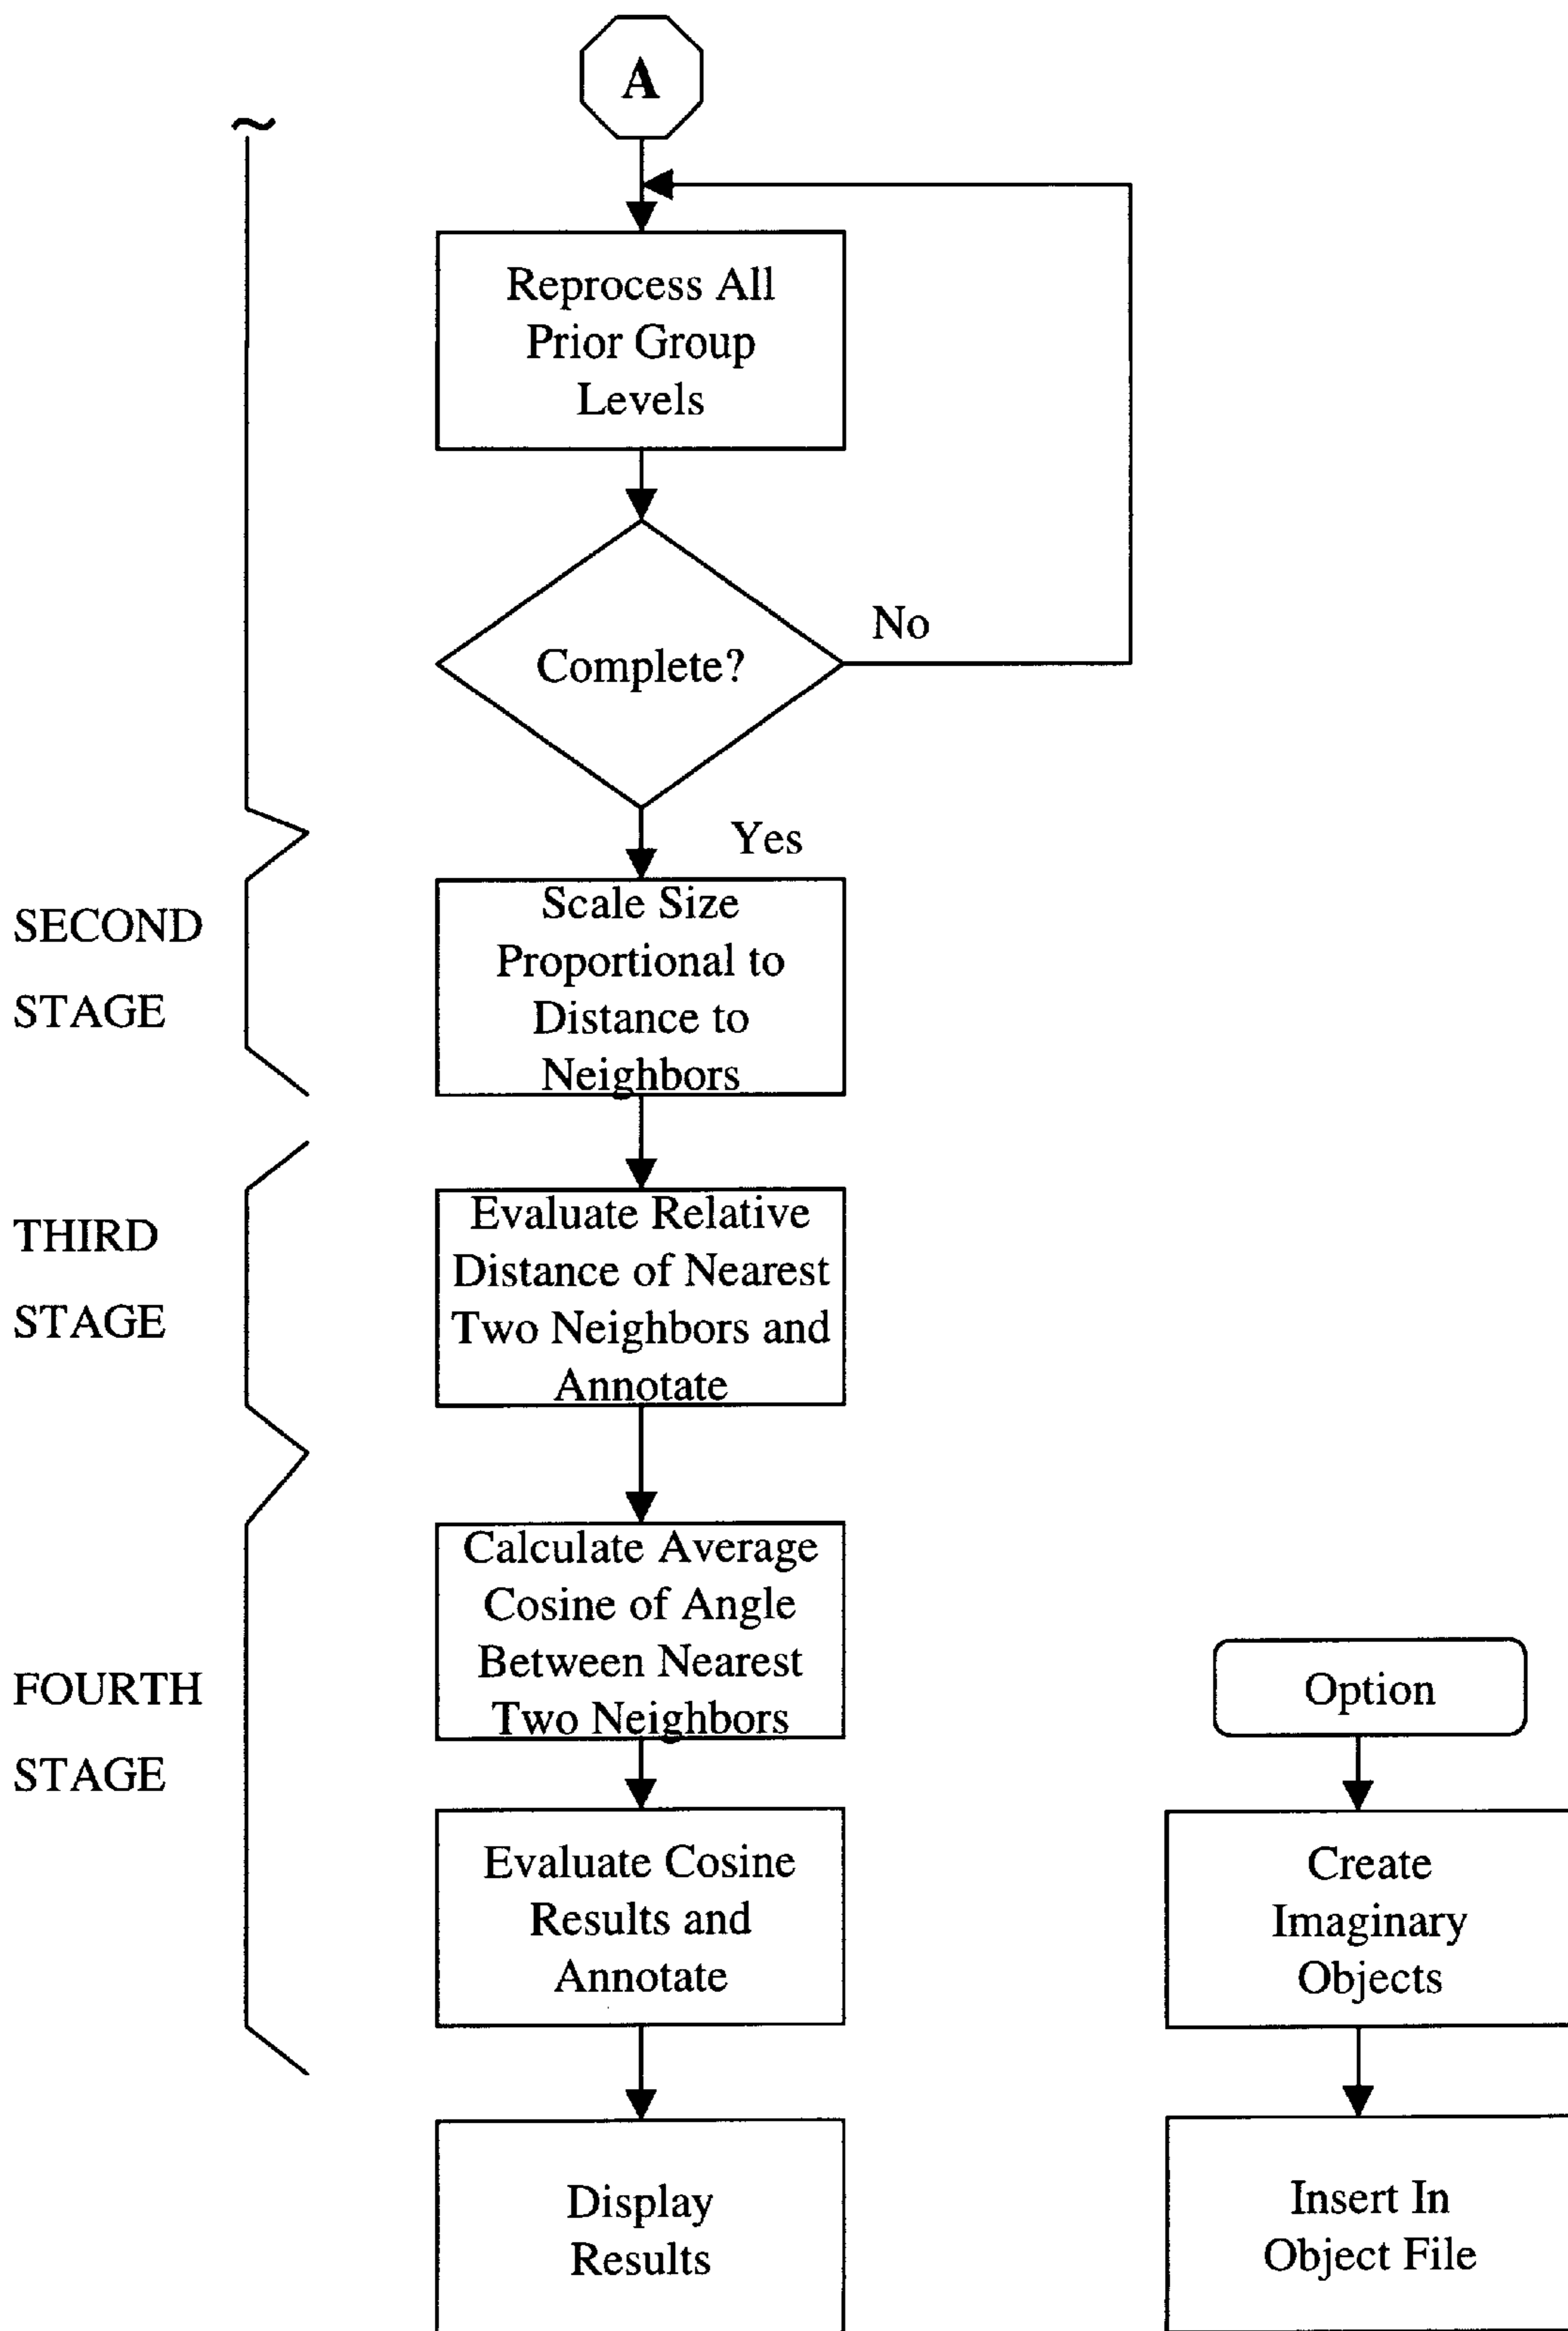 A
Reprocess All
Prior Group
Levels
Complete?
No
Yes
SECOND
STAGE
Scale Size
Proportional to
Distance to
Neighbors
THIRD
STAGE
Evaluate Relative
Distance of Nearest
Two Neighbors and
Annotate
FOURTH
STAGE
Calculate Average
Cosine of Angle
Between Nearest
Two Neighbors
Evaluate Cosine
Results and
Annotate
Display
Results
Option
Create
Imaginary
Objects
Insert In
Object File